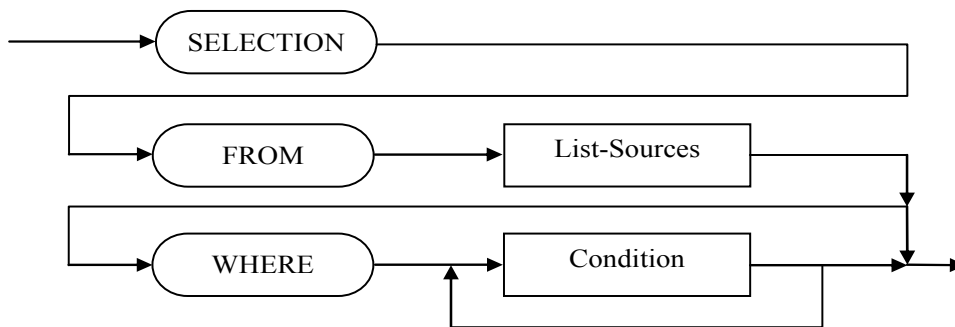 SELECTION
FROM
List-Sources
WHERE
Condition